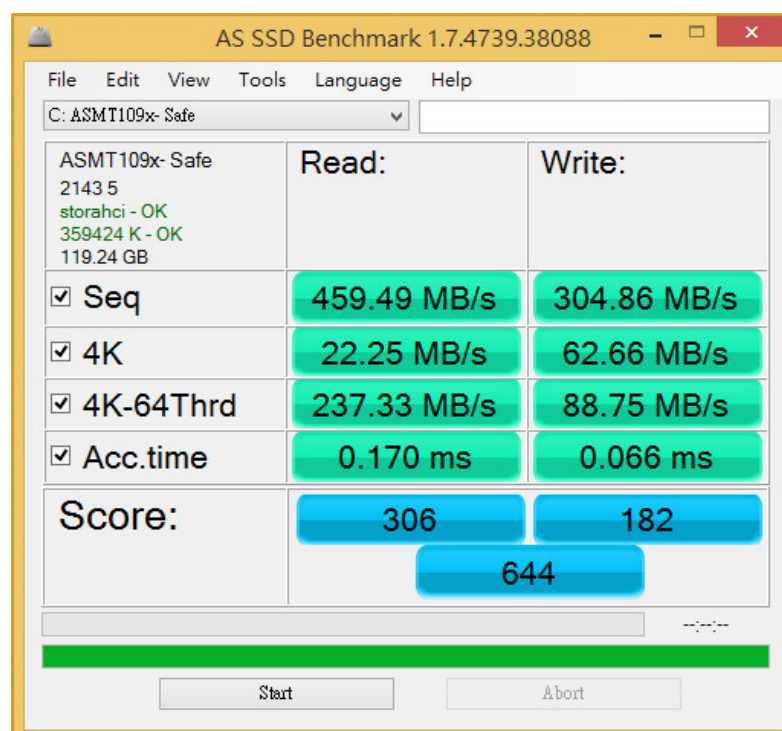 AS SSD Benchmark 1.7.4739.38088
File Edit View Tools Language Help
C: ASMT109x- Safe
ASMT109x- Safe
2143 5
storahci - OK
359424 K - OK
119.24 GB
Read: Write:
Seq 459.49 MB/s 304.86 MB/s
4K 22.25 MB/s 62.66 MB/s
4K-64Thrd 237.33 MB/s 88.75 MB/s
Acc.time 0.170 ms 0.066 ms
Score: 306 182
644
--:--:--
Start Abort